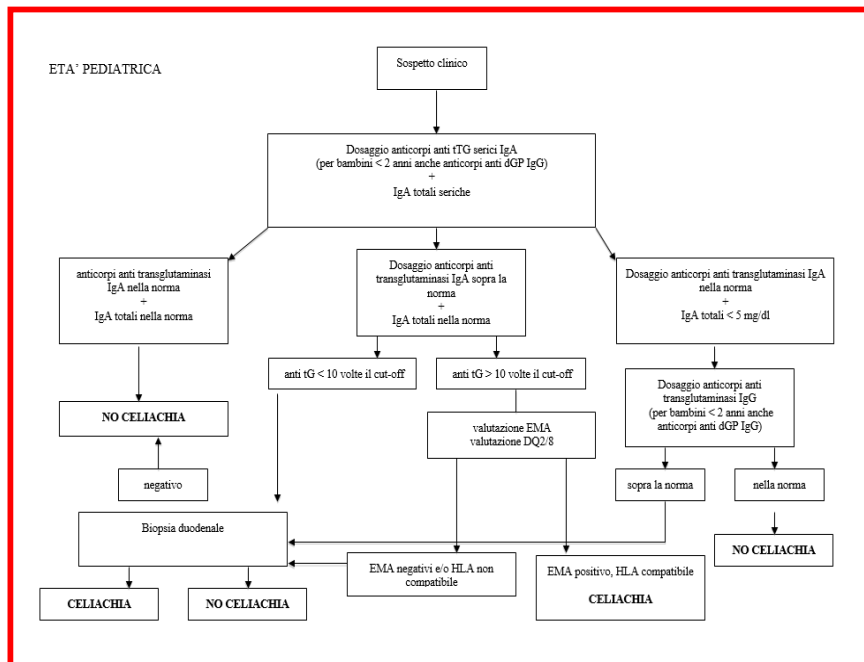 ETA' PEDIATRICA
Sospetto clinico
Dosaggio anticorpi anti tTG serici IgA
(per bambini < 2 anni anche anticorpi anti dGP IgG)
+
IgA totali seriche
anticorpi anti transglutaminasi
IgA nella norma
+
IgA totali nella norma
Dosaggio anticorpi anti
transglutaminasi IgA sopra la
norma
+
IgA totali nella norma
Dosaggio anticorpi anti transglutaminasi IgA
nella norma
+
IgA totali < 5 mg/dl
anti tG < 10 volte il cut-off
anti tG > 10 volte il cut-off
Dosaggio anticorpi anti
transglutaminasi IgG
(per bambini < 2 anni anche
anticorpi anti dGP IgG)
NO CELIACHIA
valutazione EMA
valutazione DQ2/8
negativo
sopra la norma
nella norma
Biopsia duodenale
NO CELIACHIA
EMA negativi e/o HLA non
compatibile
EMA positivo, HLA compatibile
CELIACHIA
CELIACHIA
NO CELIACHIA